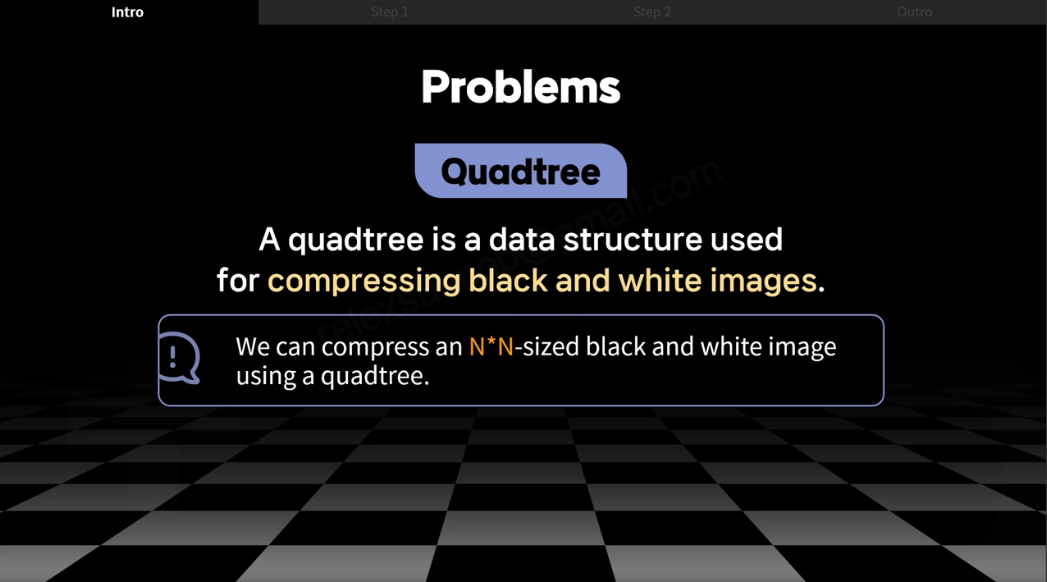 Intro
Step 1
Step 2
Outro
Problems
Quadtree
A quadtree is a data structure used
for compressing black and white images.
We can compress an N*N-sized black and white image
using a quadtree.